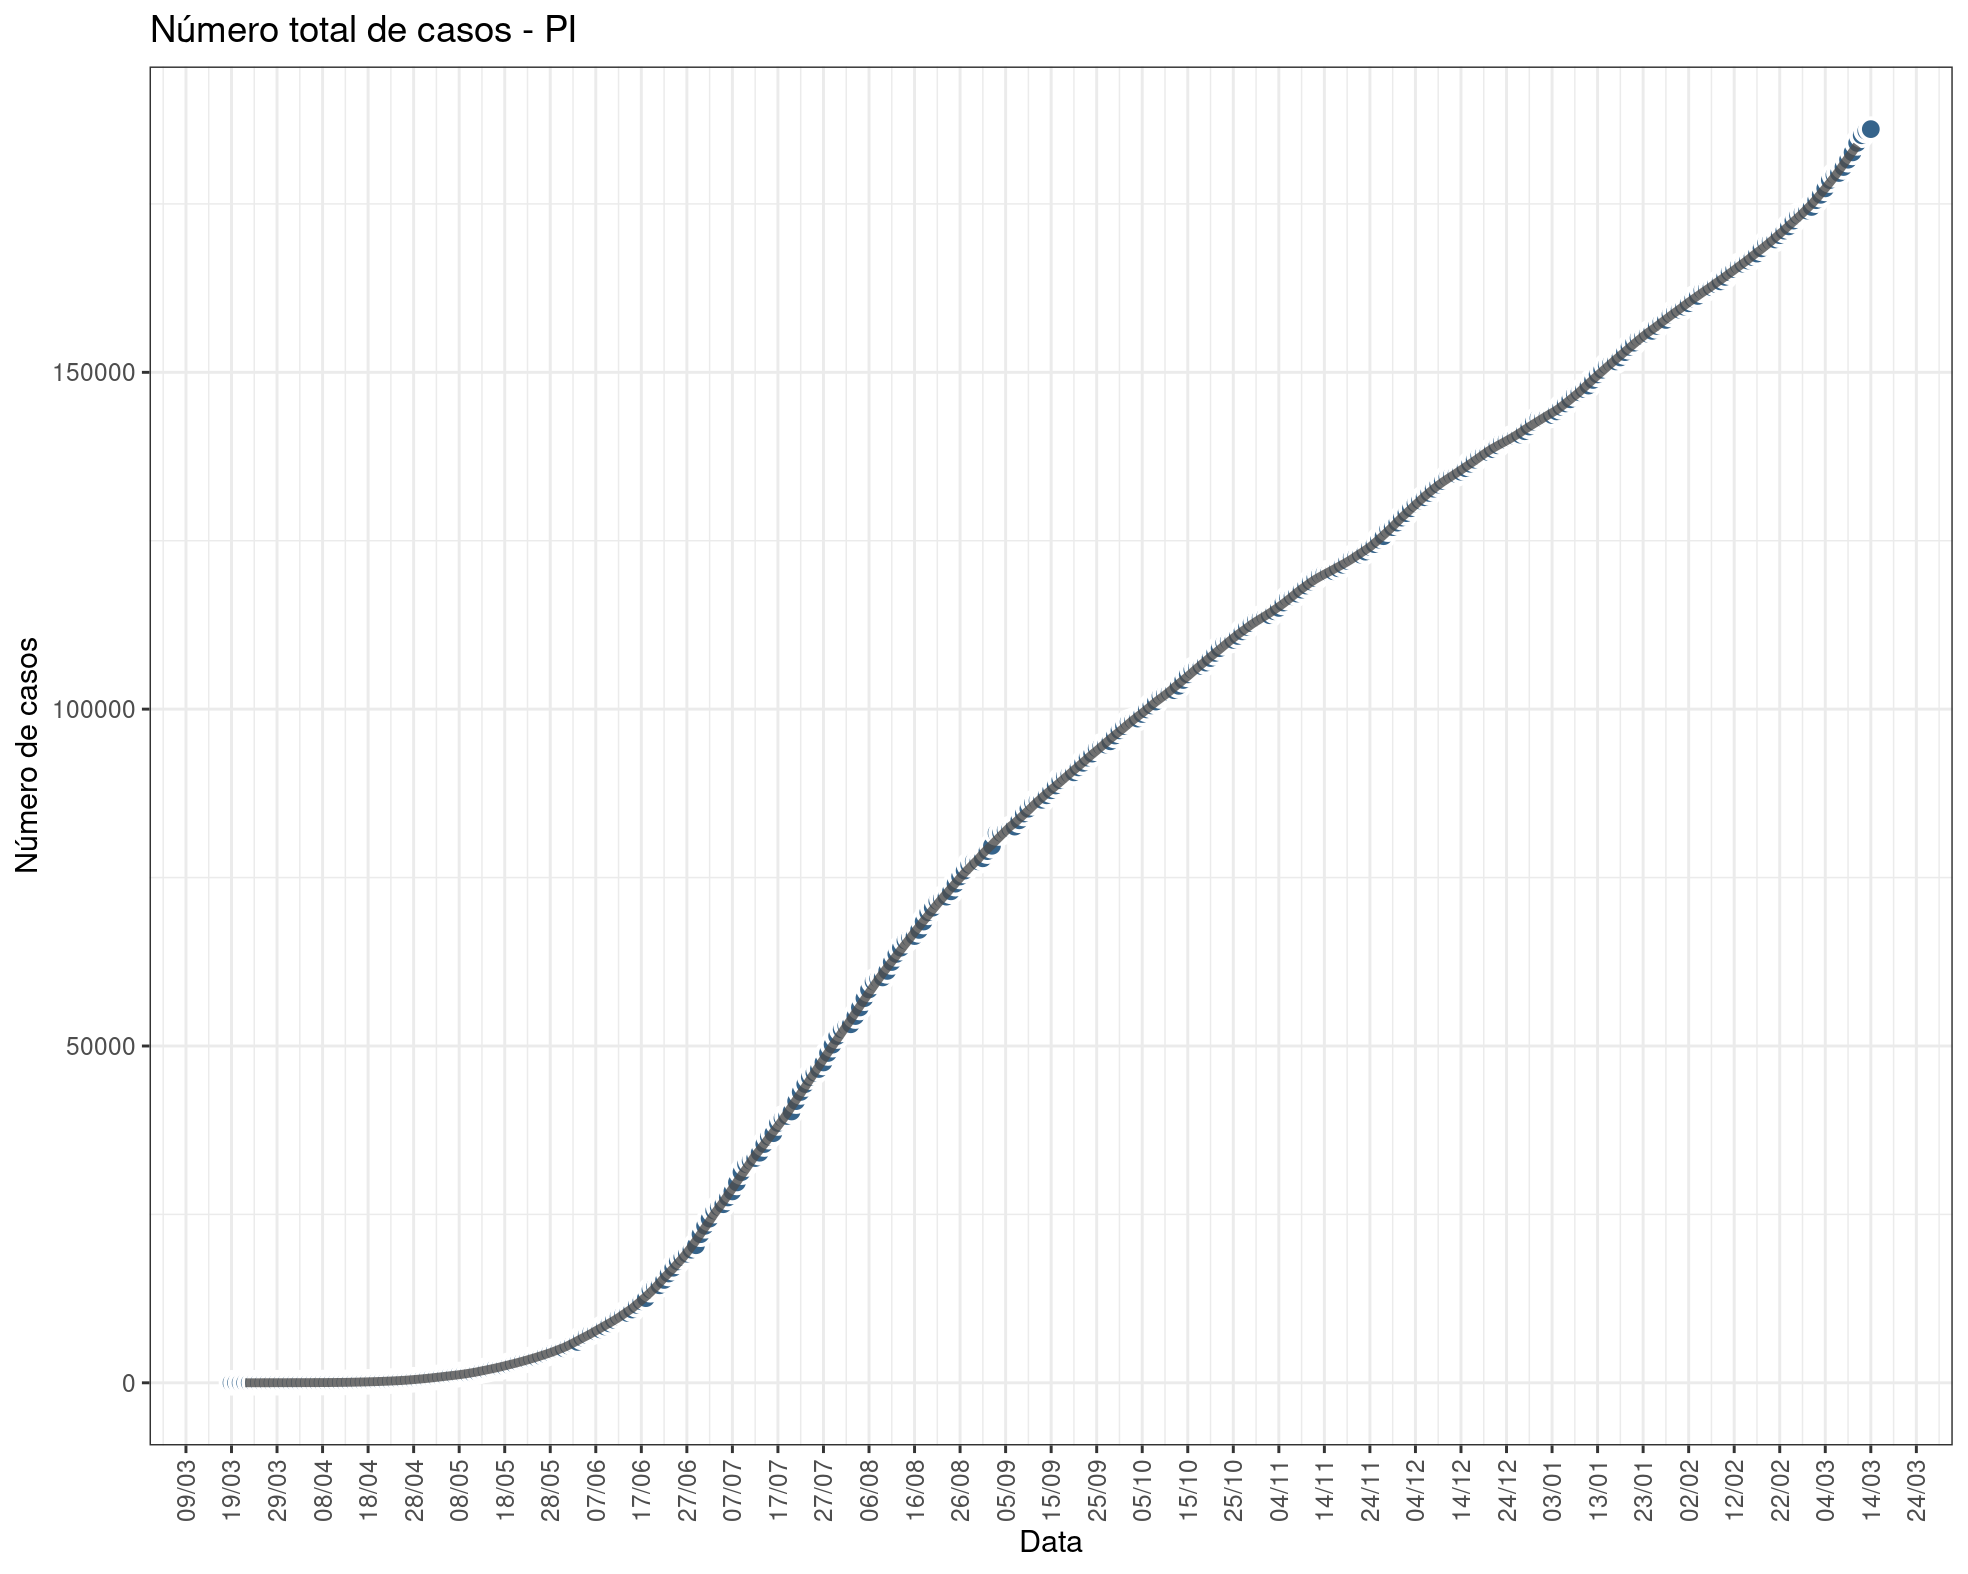 Número total de casos - PI
Número de casos
150000
100000
50000
0
09/03 19/03 29/03 08/04 18/04 28/04 08/05 18/05 28/05 07/06 17/06 27/06 07/07 17/07 27/07 06/08 16/08 26/08 05/09 15/09 25/09 05/10 15/10 25/10 04/11 14/11 24/11 04/12 14/12 24/12 03/01 13/01 23/01 02/02 12/02 22/02 04/03 14/03 24/03
Data